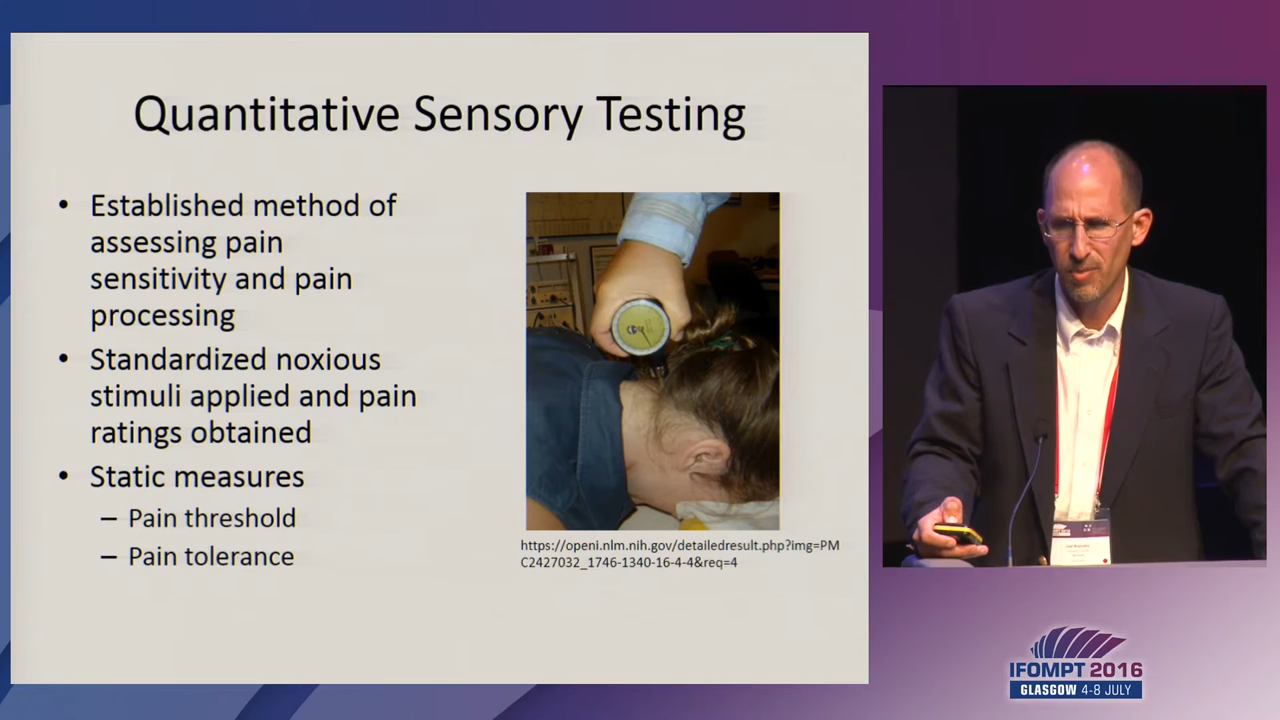 Quantitative Sensory Testing
• Established method of
assessing pain
sensitivity and pain
processing
• Standardized noxious
stimuli applied and pain
ratings obtained
• Static measures
– Pain threshold
– Pain tolerance
https://openi.nlm.nih.gov/detailedresult.php?img=PM
C2427032_1746-1340-16-4-4&req=4
IFOMPT 2016
GLASGOW 4-8 JULY